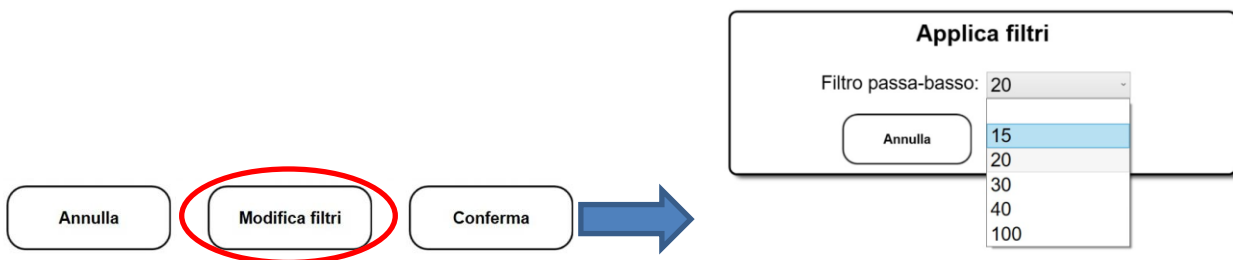 Applica filtri
Filtro passa-basso: 20
Annulla
15
20
30
40
100
Annulla
Modifica filtri
Conferma